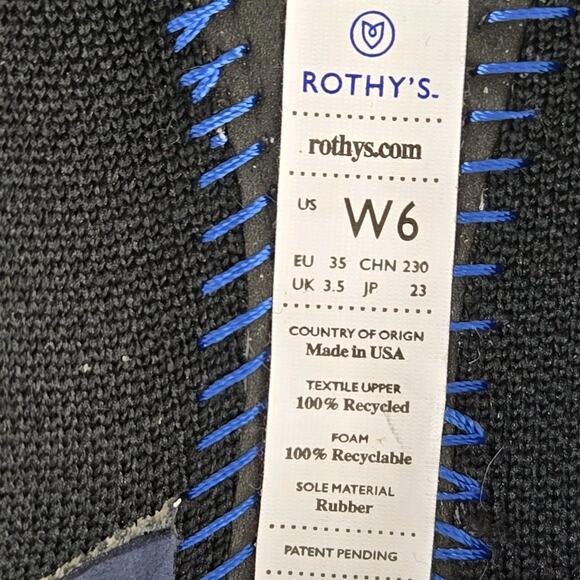 ROTHY'S
rothys.com
US W6
EU 35 CHN 230
UK 3.5 JP 23
COUNTRY OF ORIGN
Made in USA
TEXTILE UPPER
100% Recycled
FOAM
100% Recyclable
SOLE MATERIAL
Rubber
PATENT PENDING